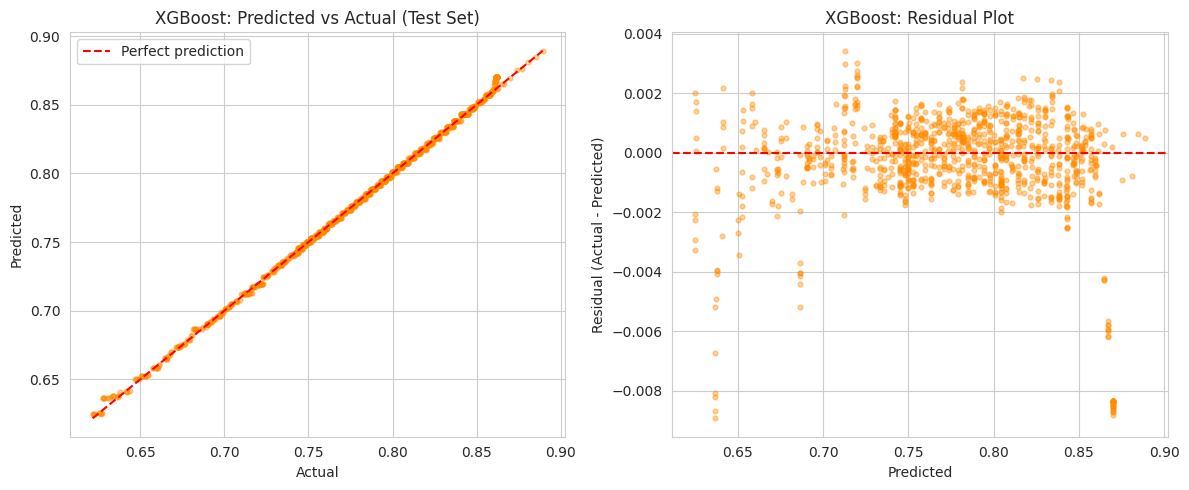 XGBoost: Predicted vs Actual (Test Set)
Perfect prediction
Predicted
0.90
0.85
0.80
0.75
0.70
0.65
0.65 0.70 0.75 0.80 0.85 0.90
Actual
XGBoost: Residual Plot
Residual (Actual - Predicted)
0.004
0.002
0.000
−0.002
−0.004
−0.006
−0.008
0.65 0.70 0.75 0.80 0.85 0.90
Predicted